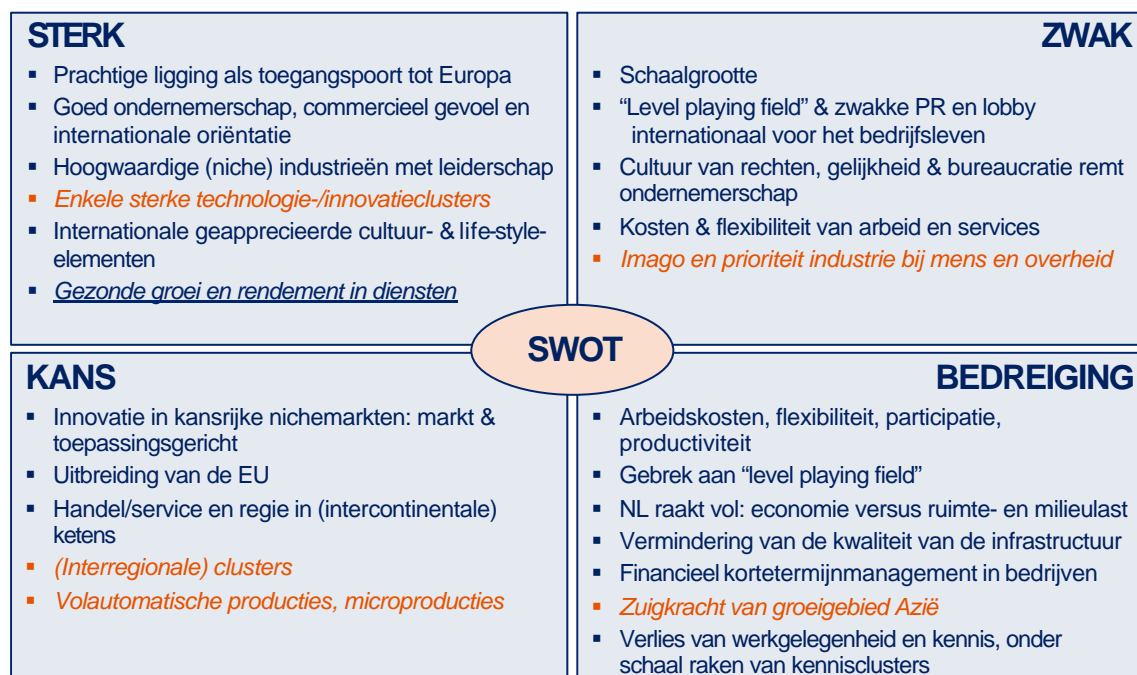 STERK
▪ Prachtige ligging als toegangspoort tot Europa
▪ Goed ondernemerschap, commercieel gevoel en
internationale oriëntatie
▪ Hoogwaardige (niche) industrieën met leiderschap
▪ Enkele sterke technologie-/innovatieclusters
▪ Internationale geapprecieerde cultuur- & life-style-
elementen
▪ Gezonde groei en rendement in diensten
ZWAK
▪ Schaalgrootte
▪ “Level playing field” & zwakke PR en lobby
internationaal voor het bedrijfsleven
▪ Cultuur van rechten, gelijkheid & bureaucratie remt
ondernemerschap
▪ Kosten & flexibiliteit van arbeid en services
▪ Imago en prioriteit industrie bij mens en overheid
SWOT
KANS
▪ Innovatie in kansrijke nichemarkten: markt &
toepassingsgericht
▪ Uitbreiding van de EU
▪ Handel/service en regie in (intercontinentale)
ketens
▪ (Interregionale) clusters
▪ Volautomatische producties, microproducties
BEDREIGING
▪ Arbeidskosten, flexibiliteit, participatie,
productiviteit
▪ Gebrek aan “level playing field”
▪ NL raakt vol: economie versus ruimte- en milieulast
▪ Vermindering van de kwaliteit van de infrastructuur
▪ Financieel kortetermijnmanagement in bedrijven
▪ Zuigkracht van groeigebied Azië
▪ Verlies van werkgelegenheid en kennis, onder
schaal raken van kennisclusters